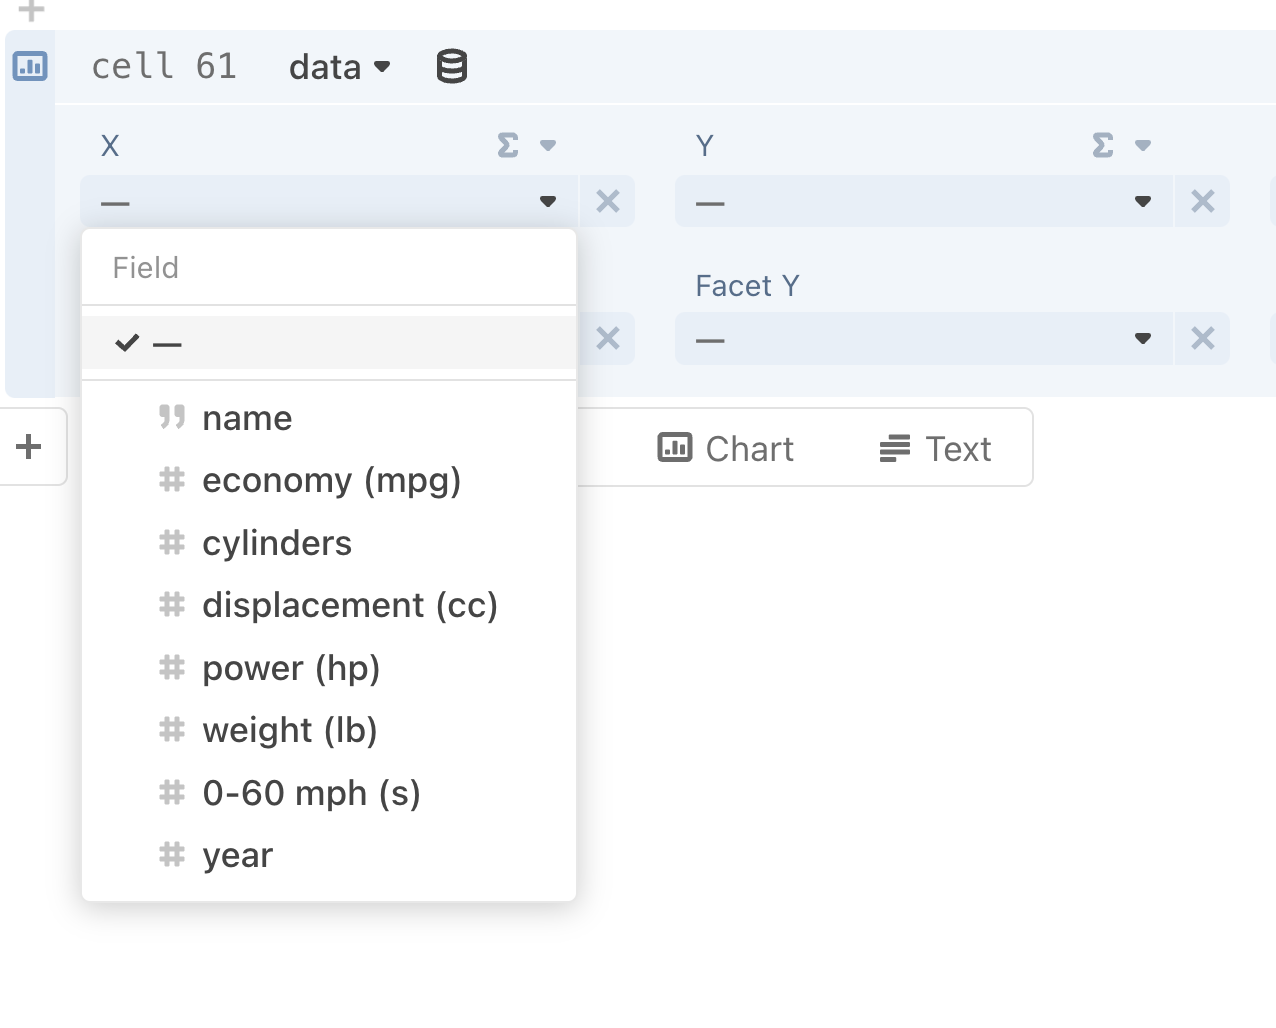 cell 61 data
X Σ Y Σ
— —
Field
— —
Facet Y
name
economy (mpg)
cylinders
displacement (cc)
power (hp)
weight (lb)
0-60 mph (s)
year
Chart Text